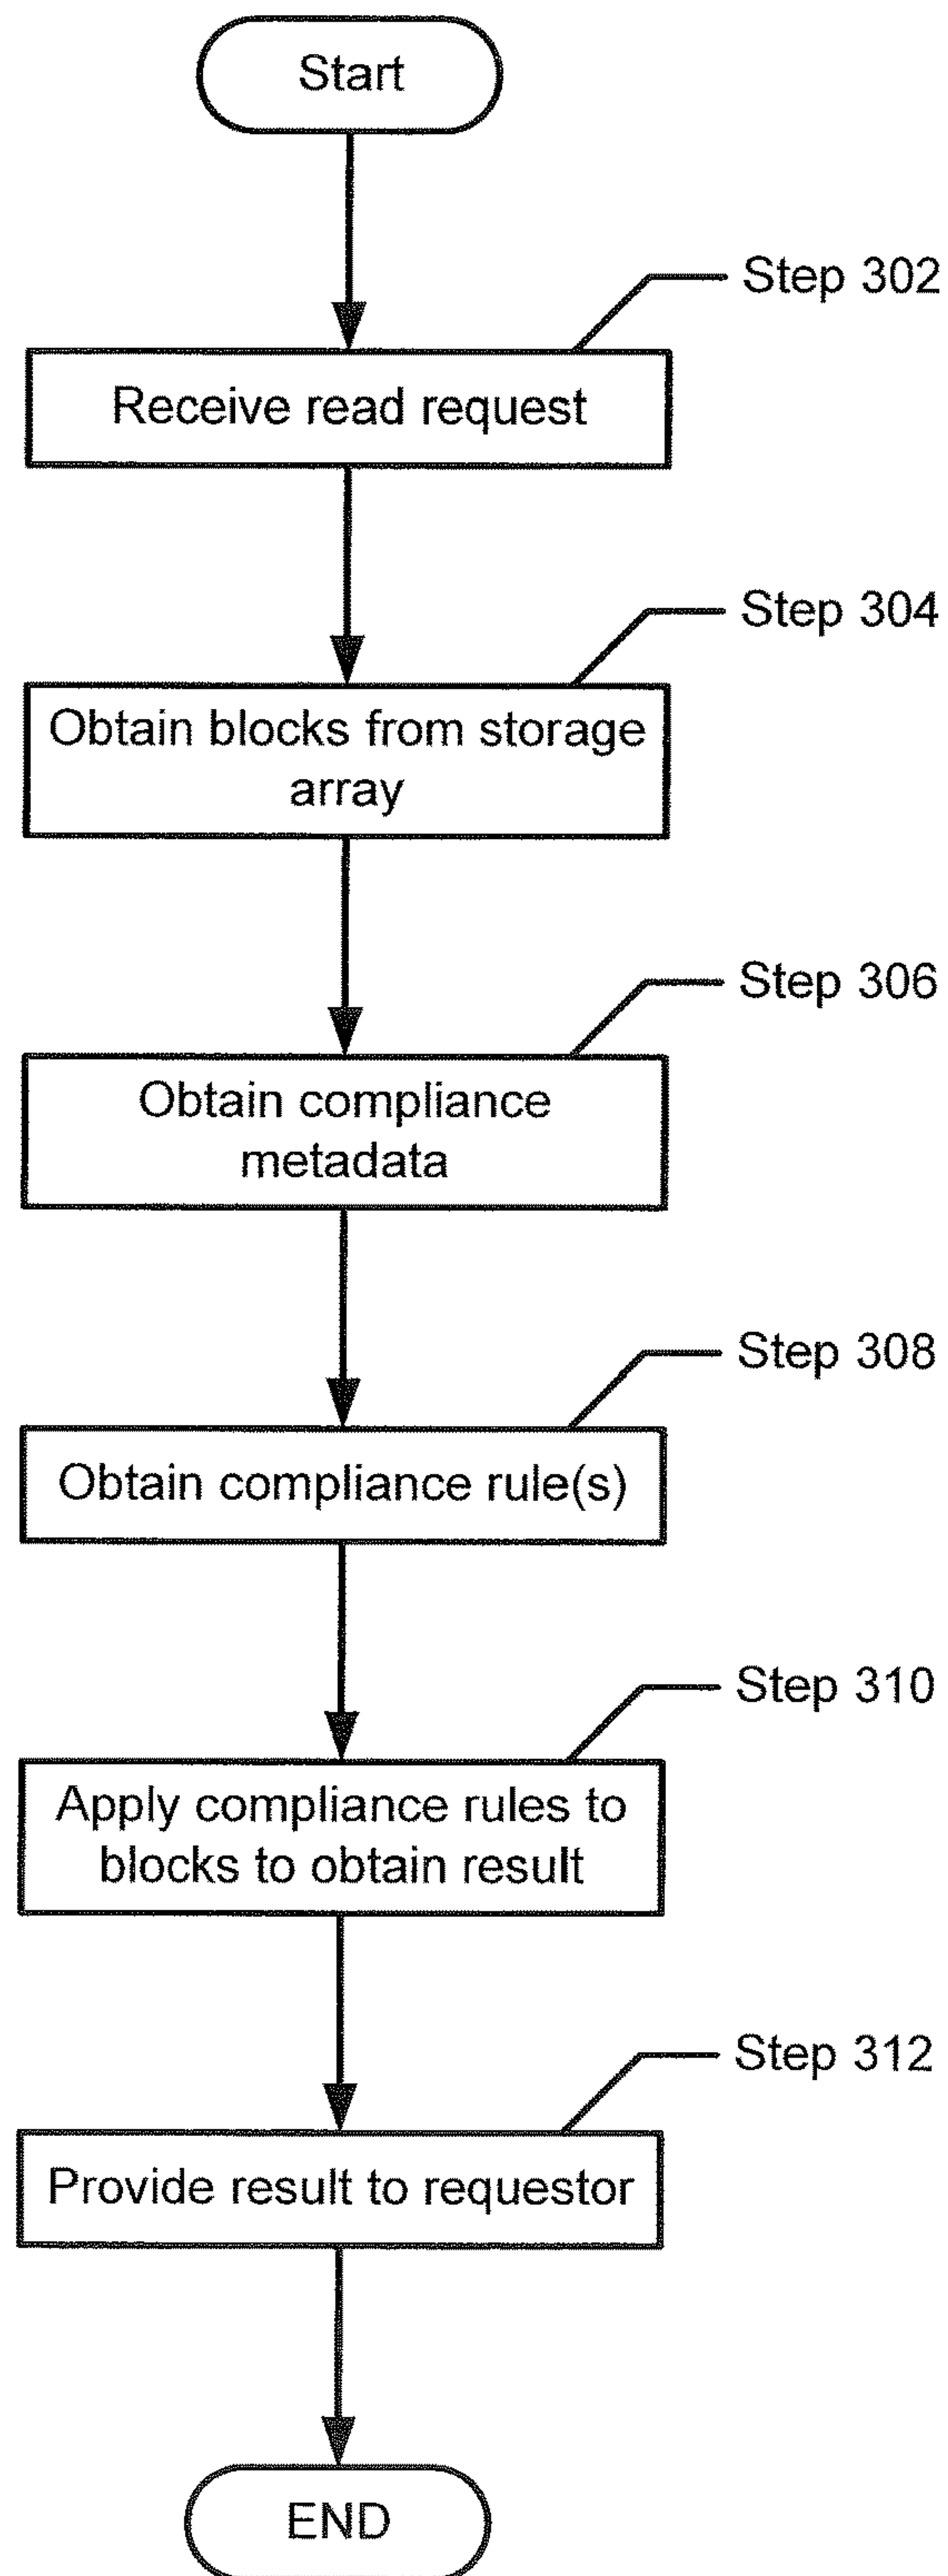 Start
Step 302
Receive read request
Step 304
Obtain blocks from storage
array
Step 306
Obtain compliance
metadata
Step 308
Obtain compliance rule(s)
Step 310
Apply compliance rules to
blocks to obtain result
Step 312
Provide result to requestor
END